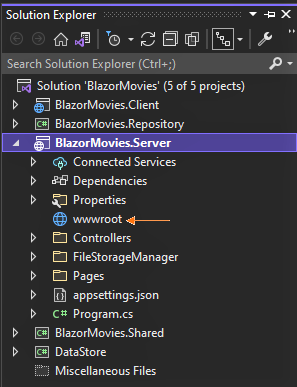 Solution Explorer
Search Solution Explorer (Ctrl+;)
Solution 'BlazorMovies' (5 of 5 projects)
BlazorMovies.Client
C# BlazorMovies.Repository
BlazorMovies.Server
Connected Services
Dependencies
Properties
wwwroot
Controllers
FileStorageManager
Pages
appsettings.json
C# Program.cs
C# BlazorMovies.Shared
C# DataStore
Miscellaneous Files